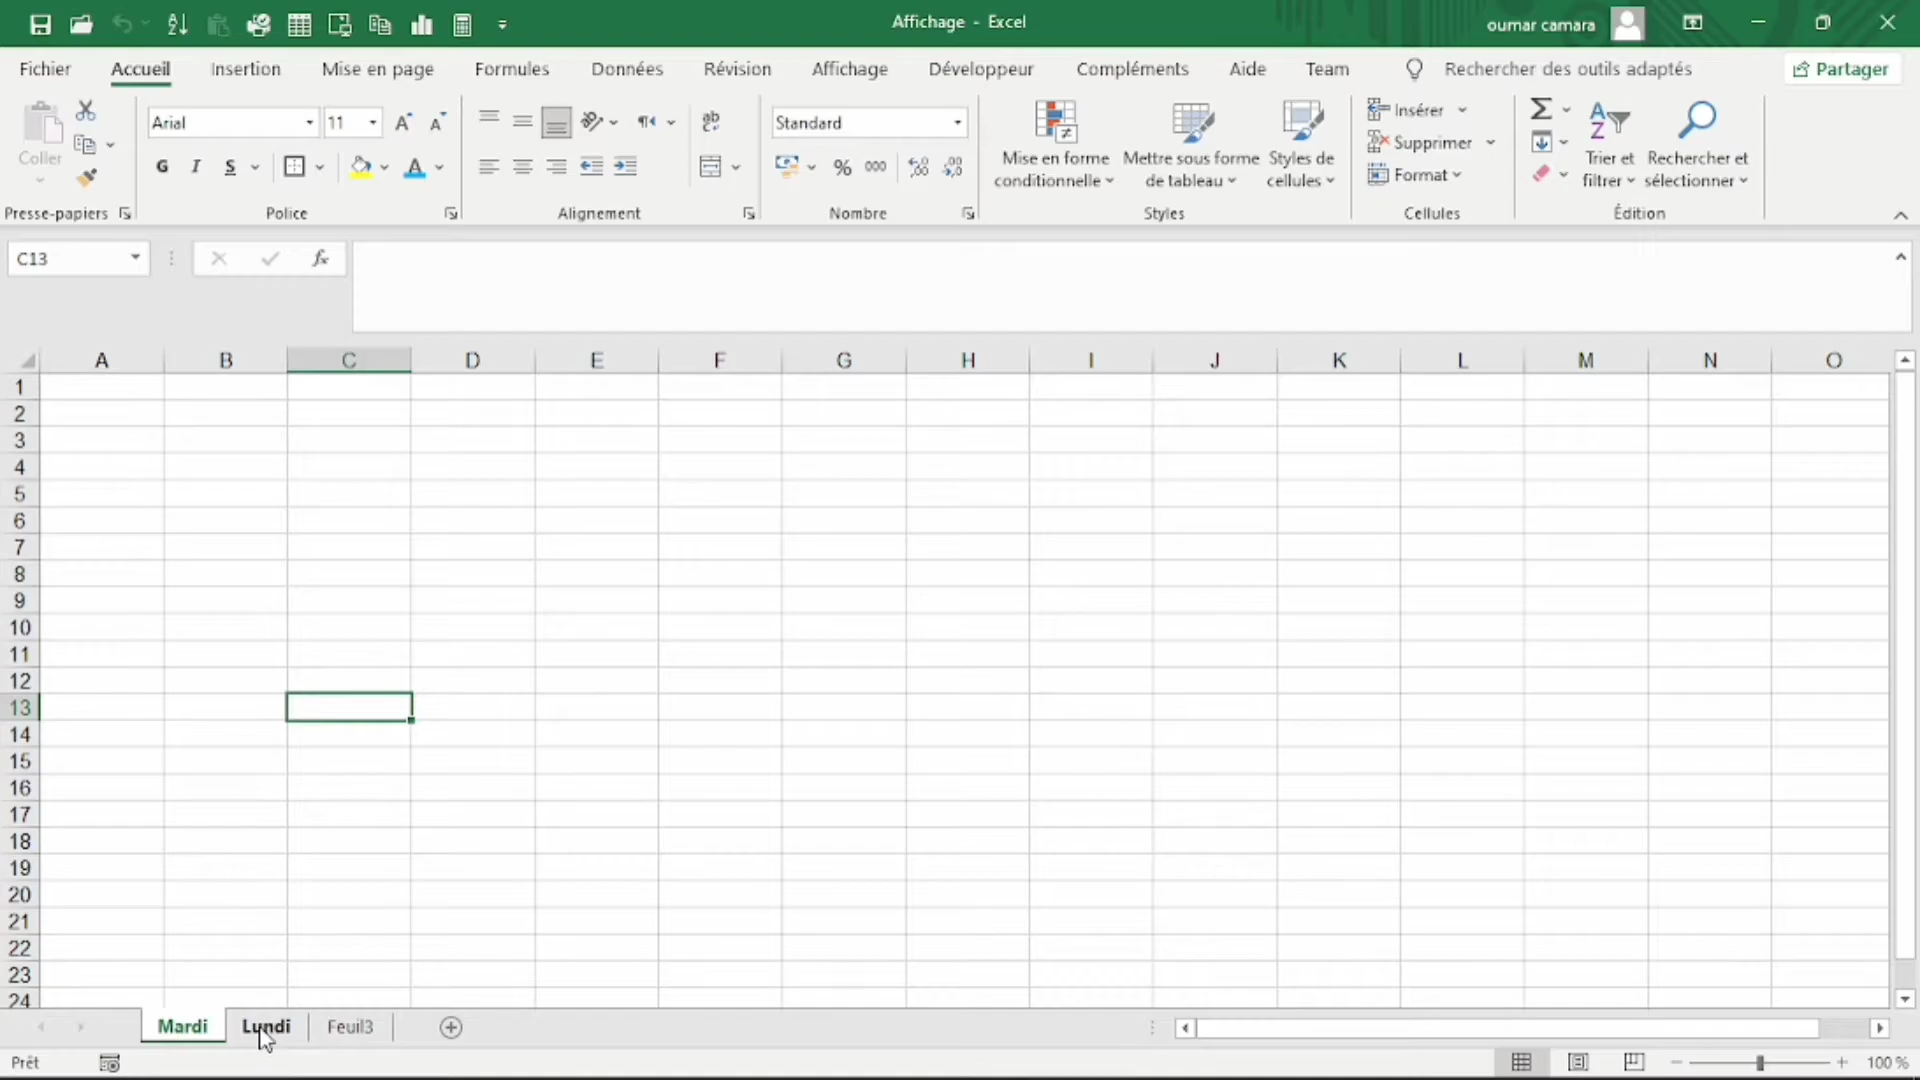 Affichage - Excel
oumar camara
Fichier Accueil Insertion Mise en page Formules Données Révision Affichage Développeur Compléments Aide Team Rechercher des outils adaptés Partager
Coller
Presse-papiers
Arial 11
G I S A
Police
ab
Alignement
Standard
% 000
Nombre
Mise en forme conditionnelle
Mettre sous forme de tableau
Styles de cellules
Styles
Insérer
Supprimer
Format
Cellules
Σ
Trier et filtrer
Rechercher et sélectionner
Édition
C13 fx
A B C D E F G H I J K L M N O
1
2
3
4
5
6
7
8
9
10
11
12
13
14
15
16
17
18
19
20
21
22
23
24
Mardi Lundi Feuil3
Prêt 100 %